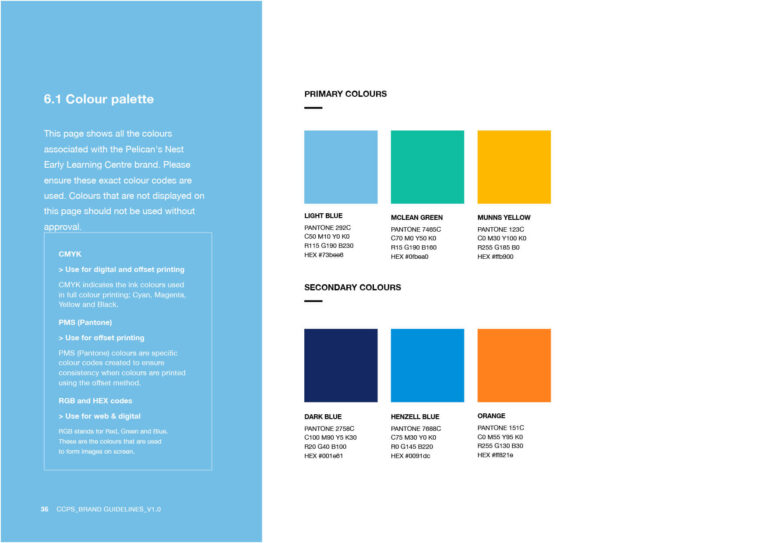 6.1 Colour palette
This page shows all the colours
associated with the Pelican's Nest
Early Learning Centre brand. Please
ensure these exact colour codes are
used. Colours that are not displayed on
this page should not be used without
approval.
CMYK
> Use for digital and offset printing
CMYK indicates the ink colours used
in full colour printing; Cyan, Magenta,
Yellow and Black.
PMS (Pantone)
> Use for offset printing
PMS (Pantone) colours are specific
colour codes created to ensure
consistency when colours are printed
using the offset method.
RGB and HEX codes
> Use for web & digital
RGB stands for Red, Green and Blue.
These are the colours that are used
to form images on screen.
36 CCPS_BRAND GUIDELINES_V1.0
PRIMARY COLOURS
LIGHT BLUE
PANTONE 292C
C50 M10 Y0 K0
R115 G190 B230
HEX #73bee6
MCLEAN GREEN
PANTONE 7465C
C70 M0 Y50 K0
R15 G190 B160
HEX #0fbea0
MUNNS YELLOW
PANTONE 123C
C0 M30 Y100 K0
R255 G185 B0
HEX #ffb900
SECONDARY COLOURS
DARK BLUE
PANTONE 2758C
C100 M90 Y5 K30
R20 G40 B100
HEX #001e61
HENZELL BLUE
PANTONE 7688C
C75 M30 Y0 K0
R0 G145 B220
HEX #0091dc
ORANGE
PANTONE 151C
C0 M55 Y95 K0
R255 G130 B30
HEX #ff821e